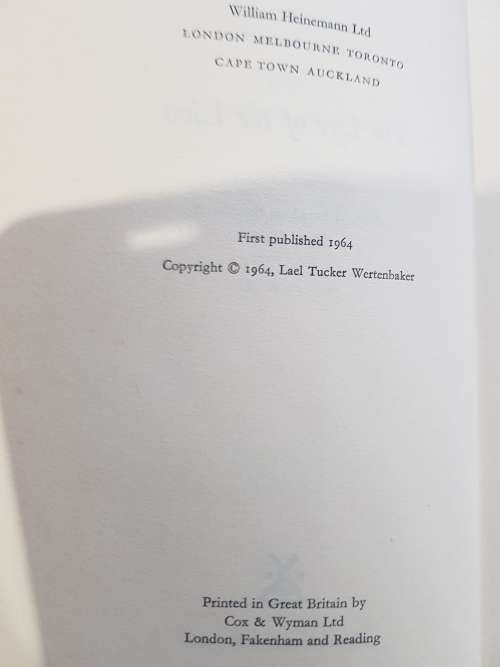 William Heinemann Ltd
LONDON MELBOURNE TORONTO
CAPE TOWN AUCKLAND
First published 1964
Copyright © 1964, Lael Tucker Wertenbaker
Printed in Great Britain by
Cox & Wyman Ltd
London, Fakenham and Reading